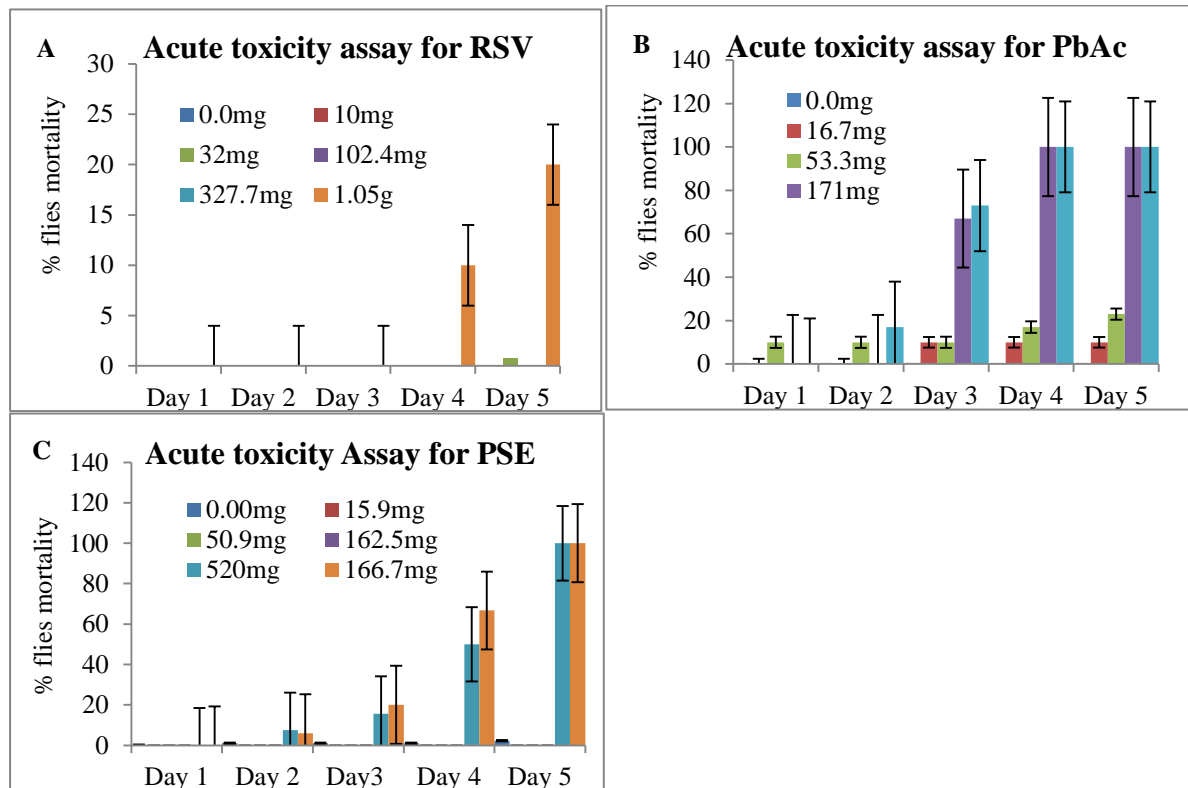 A
Acute toxicity assay for RSV
% flies mortality
30
25
20
15
10
5
0
0.0mg 10mg
32mg 102.4mg
327.7mg 1.05g
Day 1 Day 2 Day 3 Day 4 Day 5
B
Acute toxicity assay for PbAc
% flies mortality
140
120
100
80
60
40
20
0
0.0mg
16.7mg
53.3mg
171mg
Day 1 Day 2 Day 3 Day 4 Day 5
C
Acute toxicity Assay for PSE
% flies mortality
140
120
100
80
60
40
20
0
0.00mg 15.9mg
50.9mg 162.5mg
520mg 166.7mg
Day 1 Day 2 Day3 Day 4 Day 5